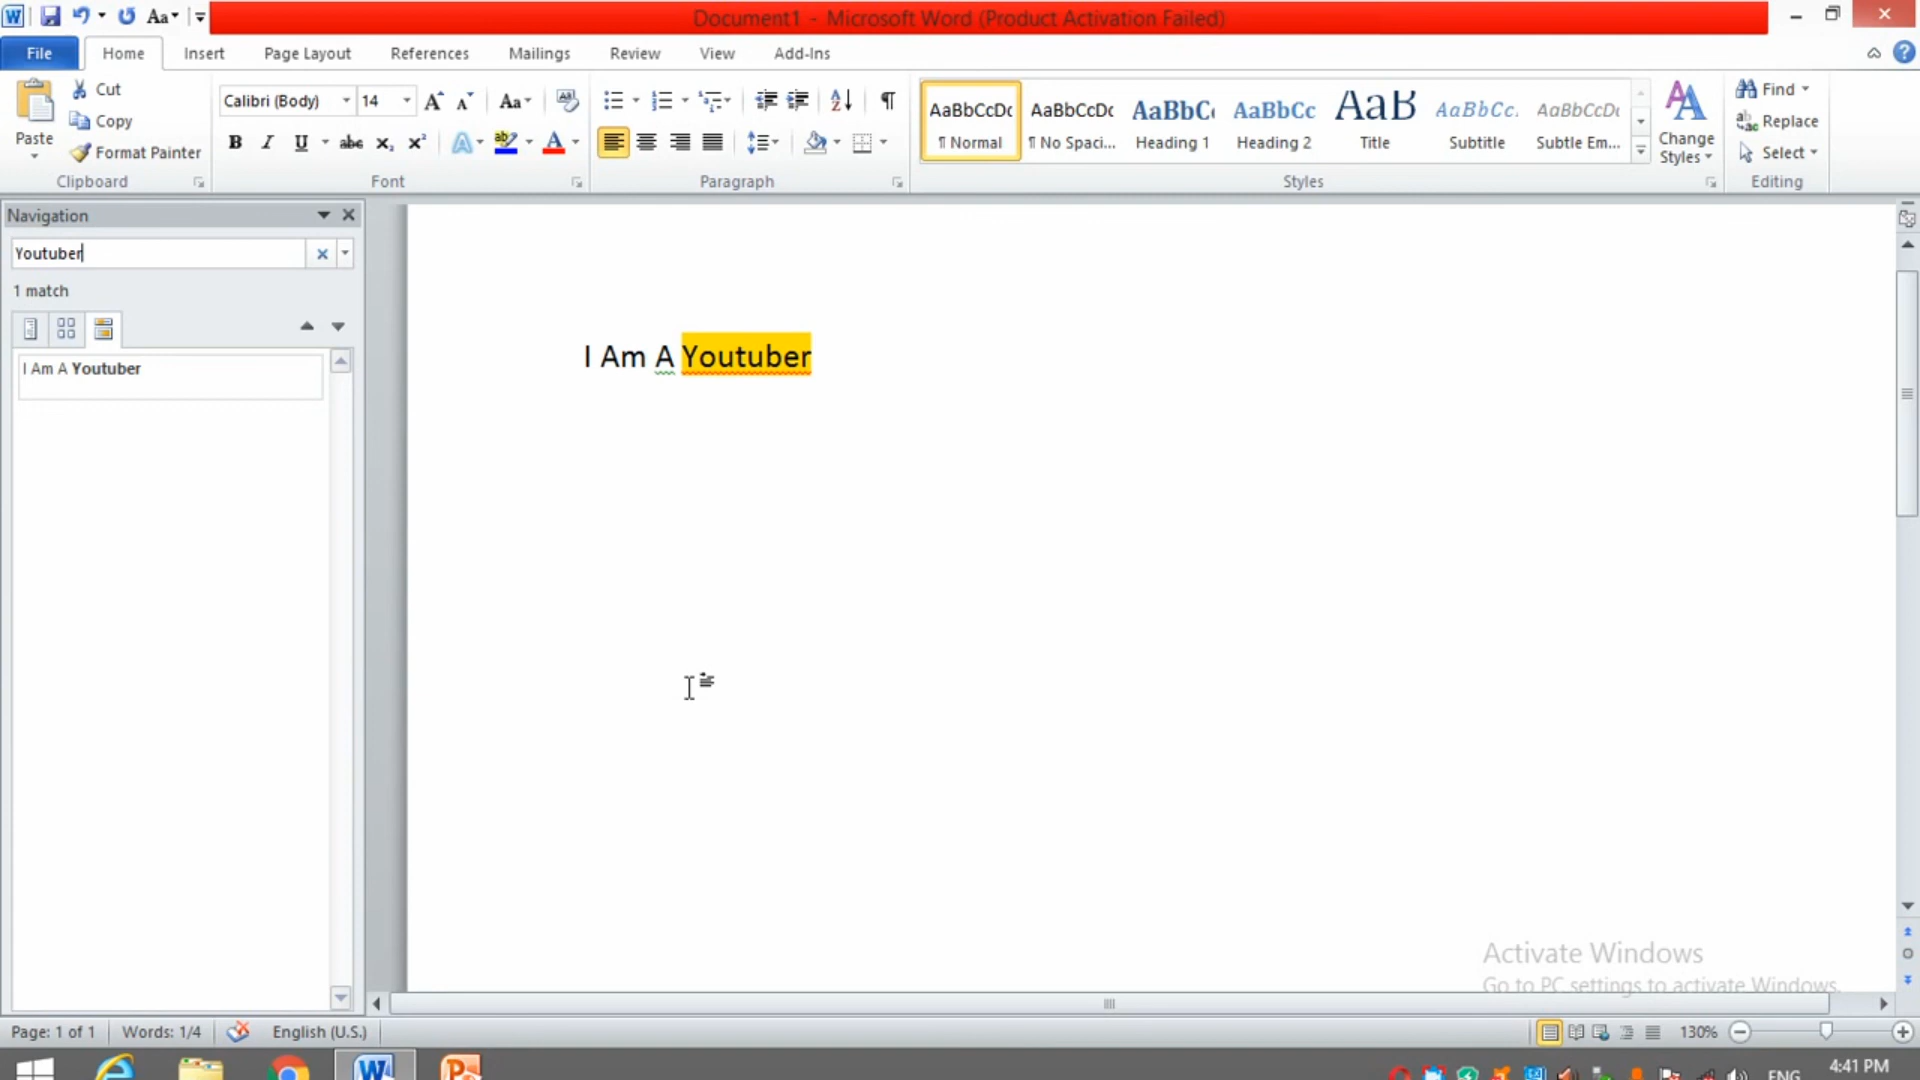 Document1 - Microsoft Word (Product Activation Failed)
File Home Insert Page Layout References Mailings Review View Add-Ins
Paste
Cut
Copy
Format Painter
Clipboard
Calibri (Body) 14
Font
Paragraph
AaBbCcDc AaBbCcDc AaBbC AaBbCc AaB AaBbCc. AaBbCcDc
¶ Normal ¶ No Spaci... Heading 1 Heading 2 Title Subtitle Subtle Em...
Change
Styles
Styles
Find
Replace
Select
Editing
Navigation
Youtuber
1 match
I Am A Youtuber
I Am A Youtuber
Activate Windows
Go to PC settings to activate Windows.
Page: 1 of 1 Words: 1/4 English (U.S.) 130%
ENG 4:41 PM